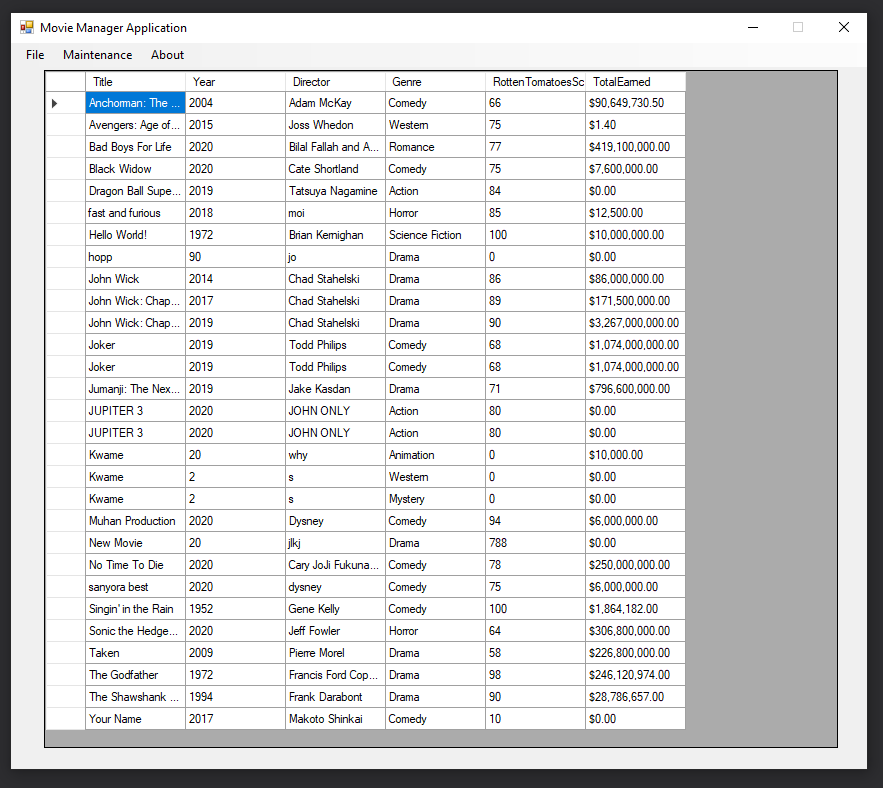 Movie Manager Application
File Maintenance About
Title Year Director Genre RottenTomatoesSc TotalEarned
Anchorman: The ... 2004 Adam McKay Comedy 66 $90,649,730.50
Avengers: Age of... 2015 Joss Whedon Western 75 $1.40
Bad Boys For Life 2020 Bilal Fallah and A... Romance 77 $419,100,000.00
Black Widow 2020 Cate Shortland Comedy 75 $7,600,000.00
Dragon Ball Supe... 2019 Tatsuya Nagamine Action 84 $0.00
fast and furious 2018 moi Horror 85 $12,500.00
Hello World! 1972 Brian Kernighan Science Fiction 100 $10,000,000.00
hopp 90 jo Drama 0 $0.00
John Wick 2014 Chad Stahelski Drama 86 $86,000,000.00
John Wick: Chap... 2017 Chad Stahelski Drama 89 $171,500,000.00
John Wick: Chap... 2019 Chad Stahelski Drama 90 $3,267,000,000.00
Joker 2019 Todd Philips Comedy 68 $1,074,000,000.00
Joker 2019 Todd Philips Comedy 68 $1,074,000,000.00
Jumanji: The Nex... 2019 Jake Kasdan Drama 71 $796,600,000.00
JUPITER 3 2020 JOHN ONLY Action 80 $0.00
JUPITER 3 2020 JOHN ONLY Action 80 $0.00
Kwame 20 why Animation 0 $10,000.00
Kwame 2 s Western 0 $0.00
Kwame 2 s Mystery 0 $0.00
Muhan Production 2020 Dysney Comedy 94 $6,000,000.00
New Movie 20 jlkj Drama 788 $0.00
No Time To Die 2020 Cary JoJi Fukuna... Comedy 78 $250,000,000.00
sanyora best 2020 dysney Comedy 75 $6,000,000.00
Singin' in the Rain 1952 Gene Kelly Comedy 100 $1,864,182.00
Sonic the Hedge... 2020 Jeff Fowler Horror 64 $306,800,000.00
Taken 2009 Pierre Morel Drama 58 $226,800,000.00
The Godfather 1972 Francis Ford Cop... Drama 98 $246,120,974.00
The Shawshank ... 1994 Frank Darabont Drama 90 $28,786,657.00
Your Name 2017 Makoto Shinkai Comedy 10 $0.00